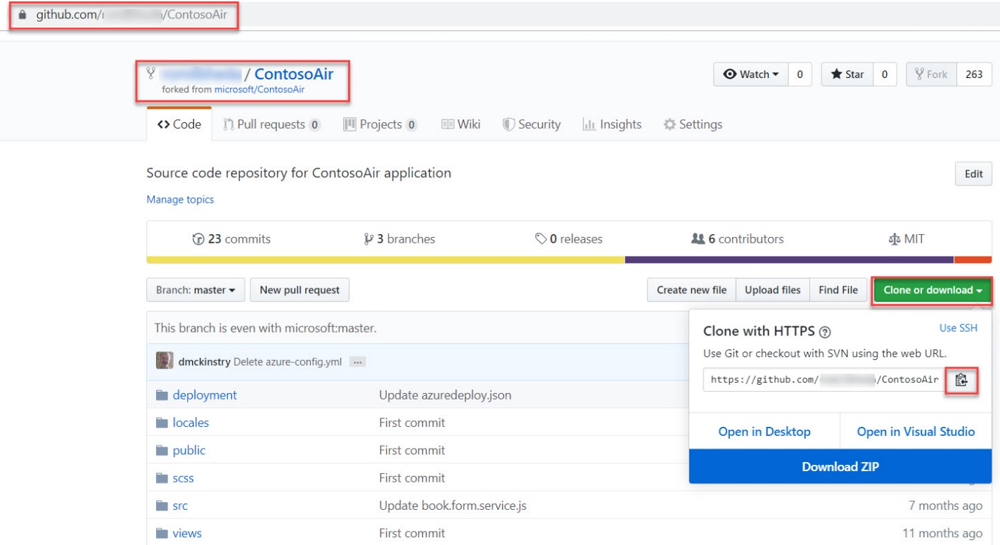 github.com/ /ContosoAir
/ ContosoAir
forked from microsoft/ContosoAir
Watch 0 Star 0 Fork 263
Code Pull requests 0 Projects 0 Wiki Security Insights Settings
Source code repository for ContosoAir application Edit
Manage topics
23 commits 3 branches 0 releases 6 contributors MIT
Branch: master New pull request Create new file Upload files Find File Clone or download
This branch is even with microsoft:master.
Clone with HTTPS Use SSH
Use Git or checkout with SVN using the web URL.
dmckinstry Delete azure-config.yml ...
https://github.com/ /ContosoAir
deployment Update azuredeploy.json
locales First commit
Open in Desktop Open in Visual Studio
public First commit
Download ZIP
scss First commit
src Update book.form.service.js 7 months ago
views First commit 11 months ago